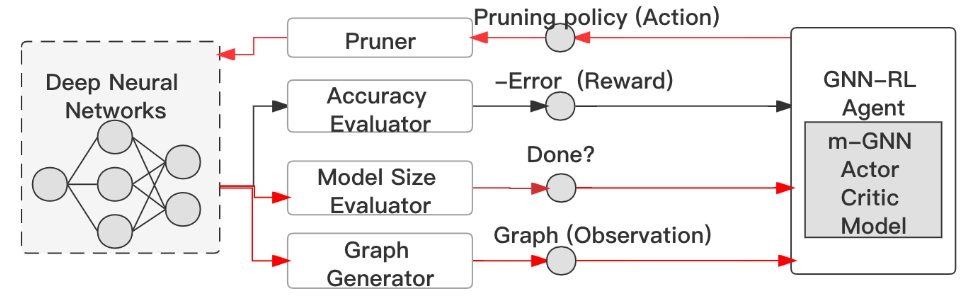 Pruning policy (Action)
Pruner
Deep Neural
Networks
Accuracy
Evaluator
–Error (Reward)
GNN–RL
Agent
m–GNN
Actor
Critic
Model
Model Size
Evaluator
Done?
Graph
Generator
Graph (Observation)